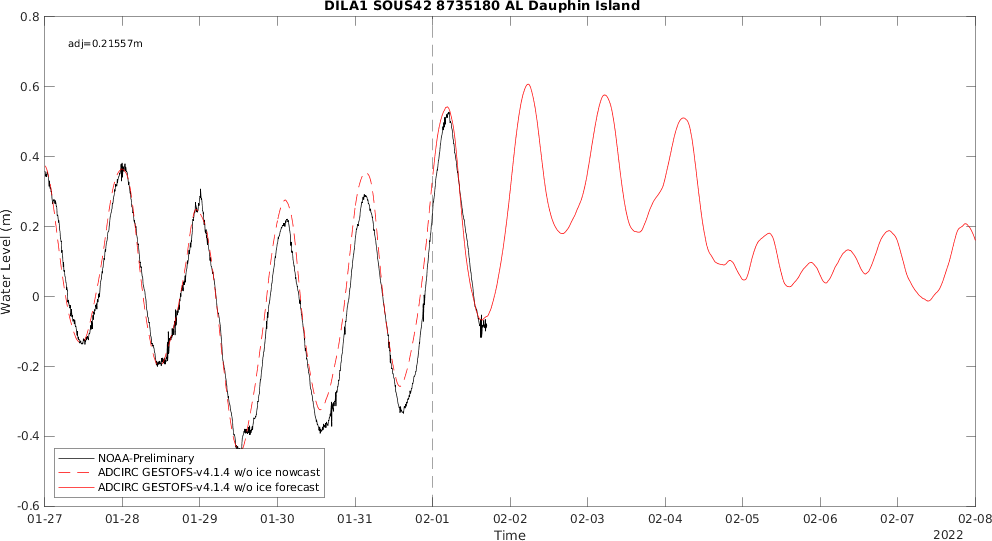 DILA1 SOUS42 8735180 AL Dauphin Island
adj=0.21557m
Water Level (m)
0.8
0.6
0.4
0.2
0
-0.2
-0.4
-0.6
NOAA-Preliminary
ADCIRC GESTOFS-v4.1.4 w/o ice nowcast
ADCIRC GESTOFS-v4.1.4 w/o ice forecast
01-27 01-28 01-29 01-30 01-31 02-01 02-02 02-03 02-04 02-05 02-06 02-07 02-08
Time
2022